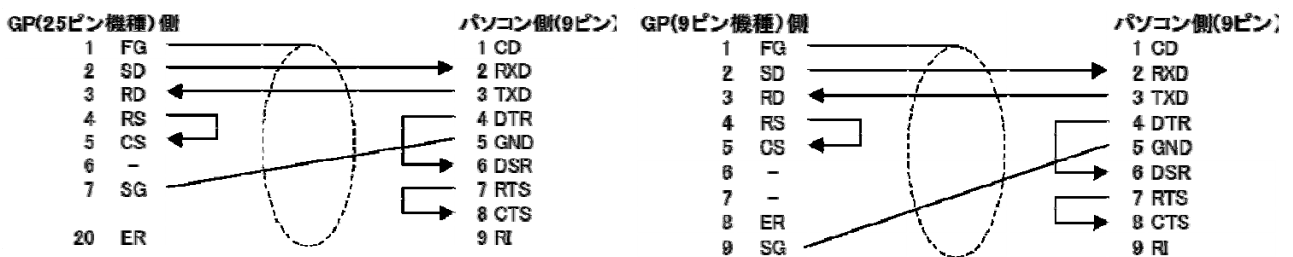 GP(25ピン機種)側 パソコン側(9ピン)
1 FG 1 CD
2 SD 2 RXD
3 RD 3 TXD
4 RS 4 DTR
5 CS 5 GND
6 - 6 DSR
7 SG 7 RTS
8 CTS
20 ER 9 RI
GP(9ピン機種)側 パソコン側(9ピン)
1 FG 1 CD
2 SD 2 RXD
3 RD 3 TXD
4 RS 4 DTR
5 CS 5 GND
6 - 6 DSR
7 - 7 RTS
8 ER 8 CTS
9 SG 9 RI